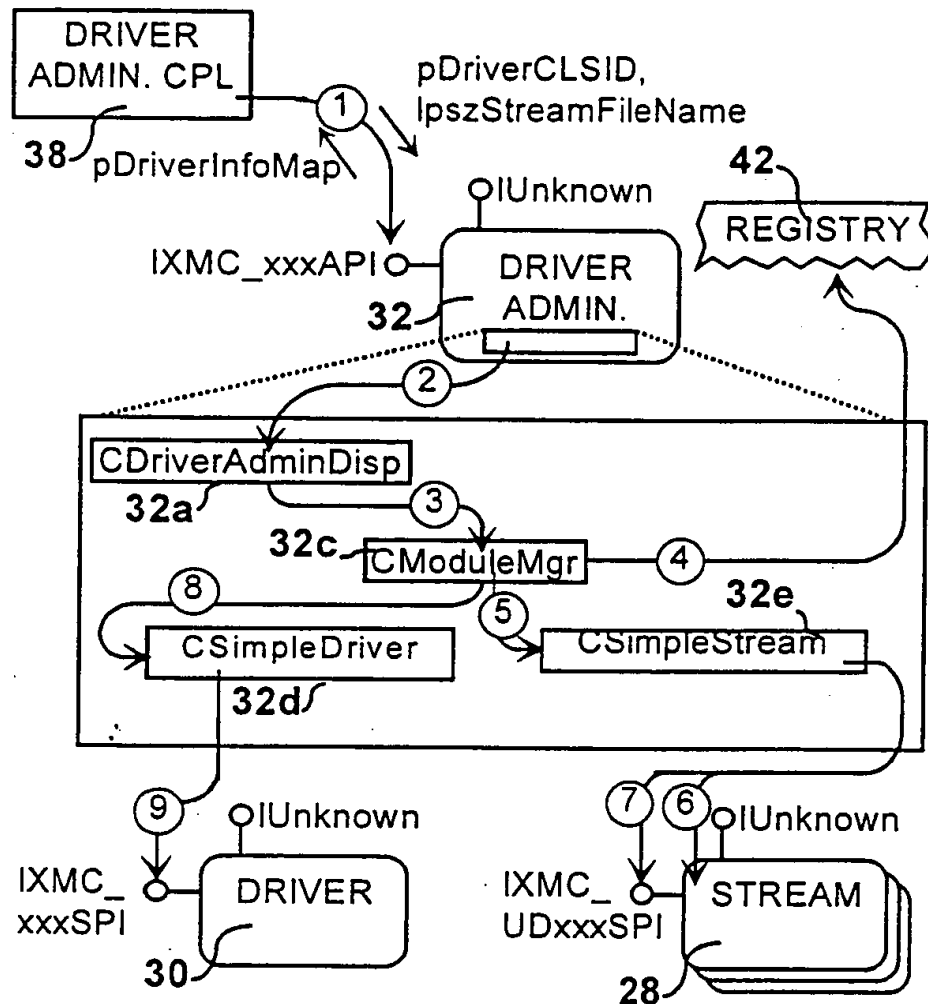 DRIVER
ADMIN. CPL
38
1
pDriverCLSID,
lpszStreamFileName
pDriverInfoMap
IUnknown
42
REGISTRY
IXMC_xxxAPI
DRIVER
ADMIN.
32
2
CDriverAdminDisp
32a
3
32c
CModuleMgr
4
8
5
32e
CSimpleDriver
CSimpleStream
32d
9
7
6
IUnknown
IUnknown
IXMC_
xxxSPI
DRIVER
30
IXMC_
UDxxxSPI
STREAM
28